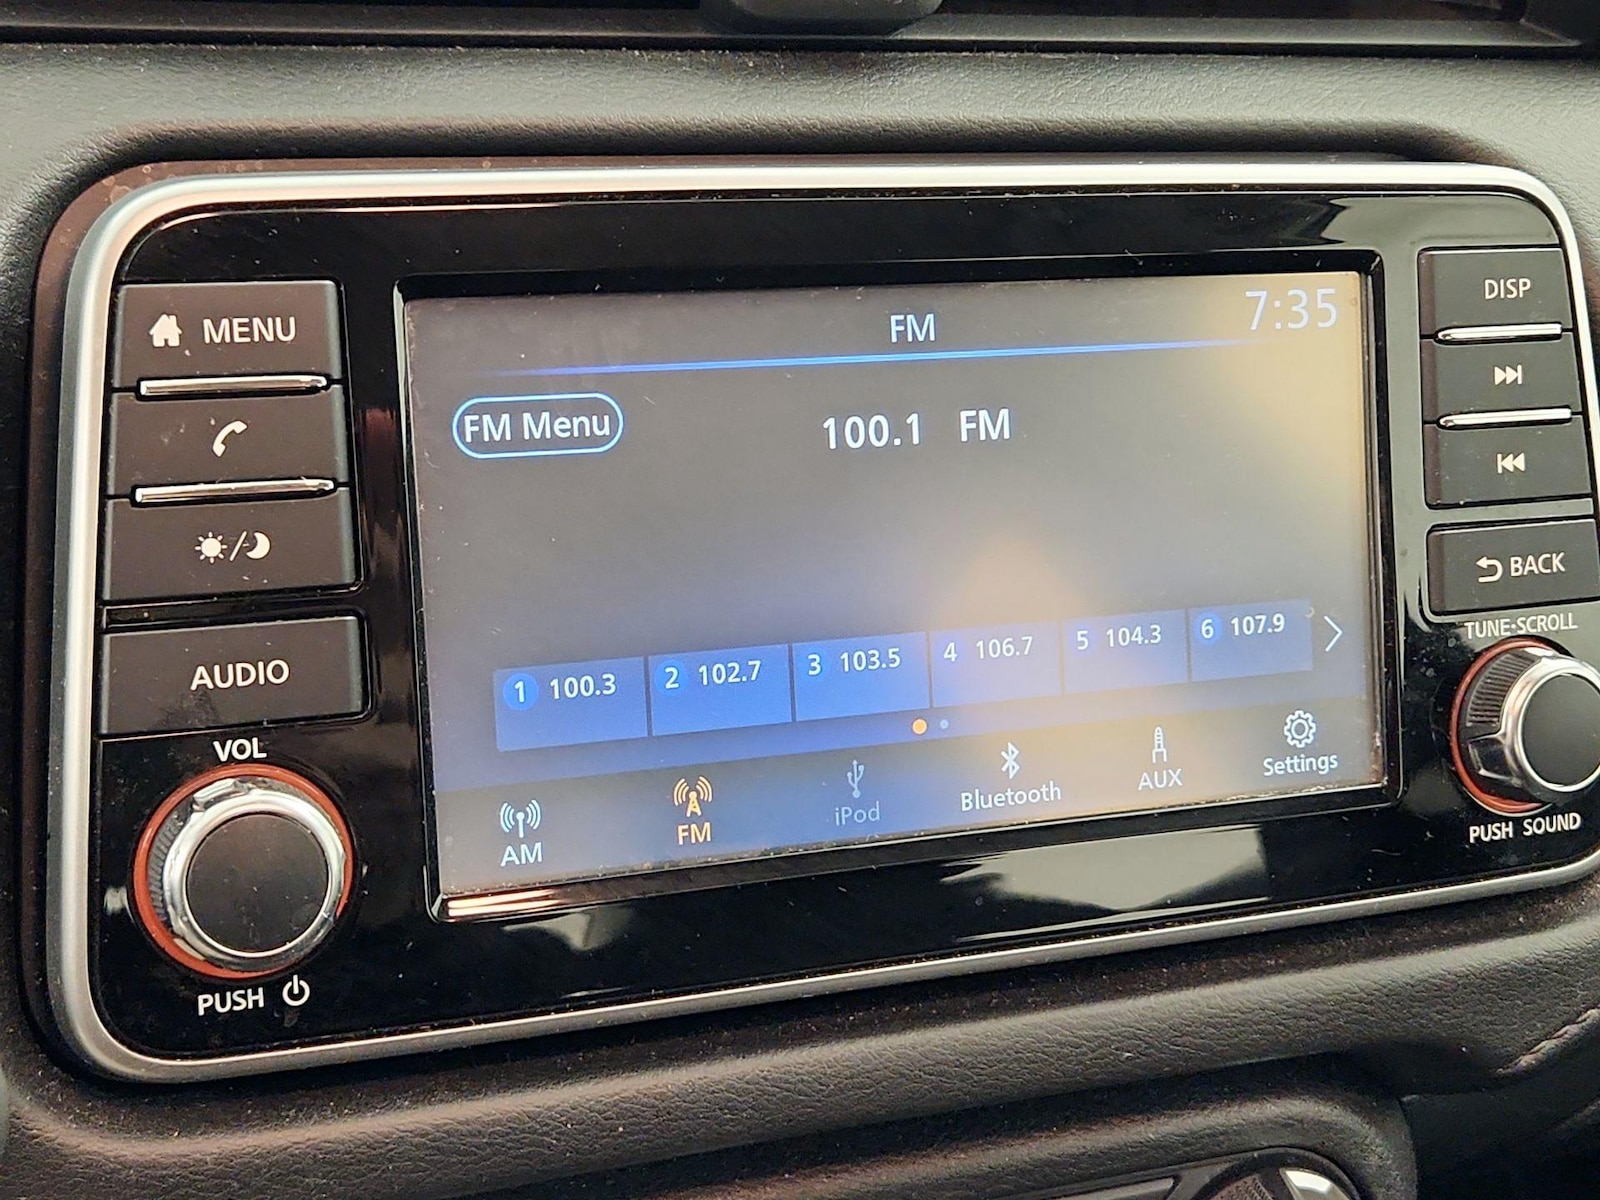 FM
7:35
MENU
DISP
FM Menu
100.1 FM
BACK
AUDIO
TUNE·SCROLL
1 100.3
2 102.7
3 103.5
4 106.7
5 104.3
6 107.9
VOL
AM
FM
iPod
Bluetooth
AUX
Settings
PUSH
PUSH SOUND